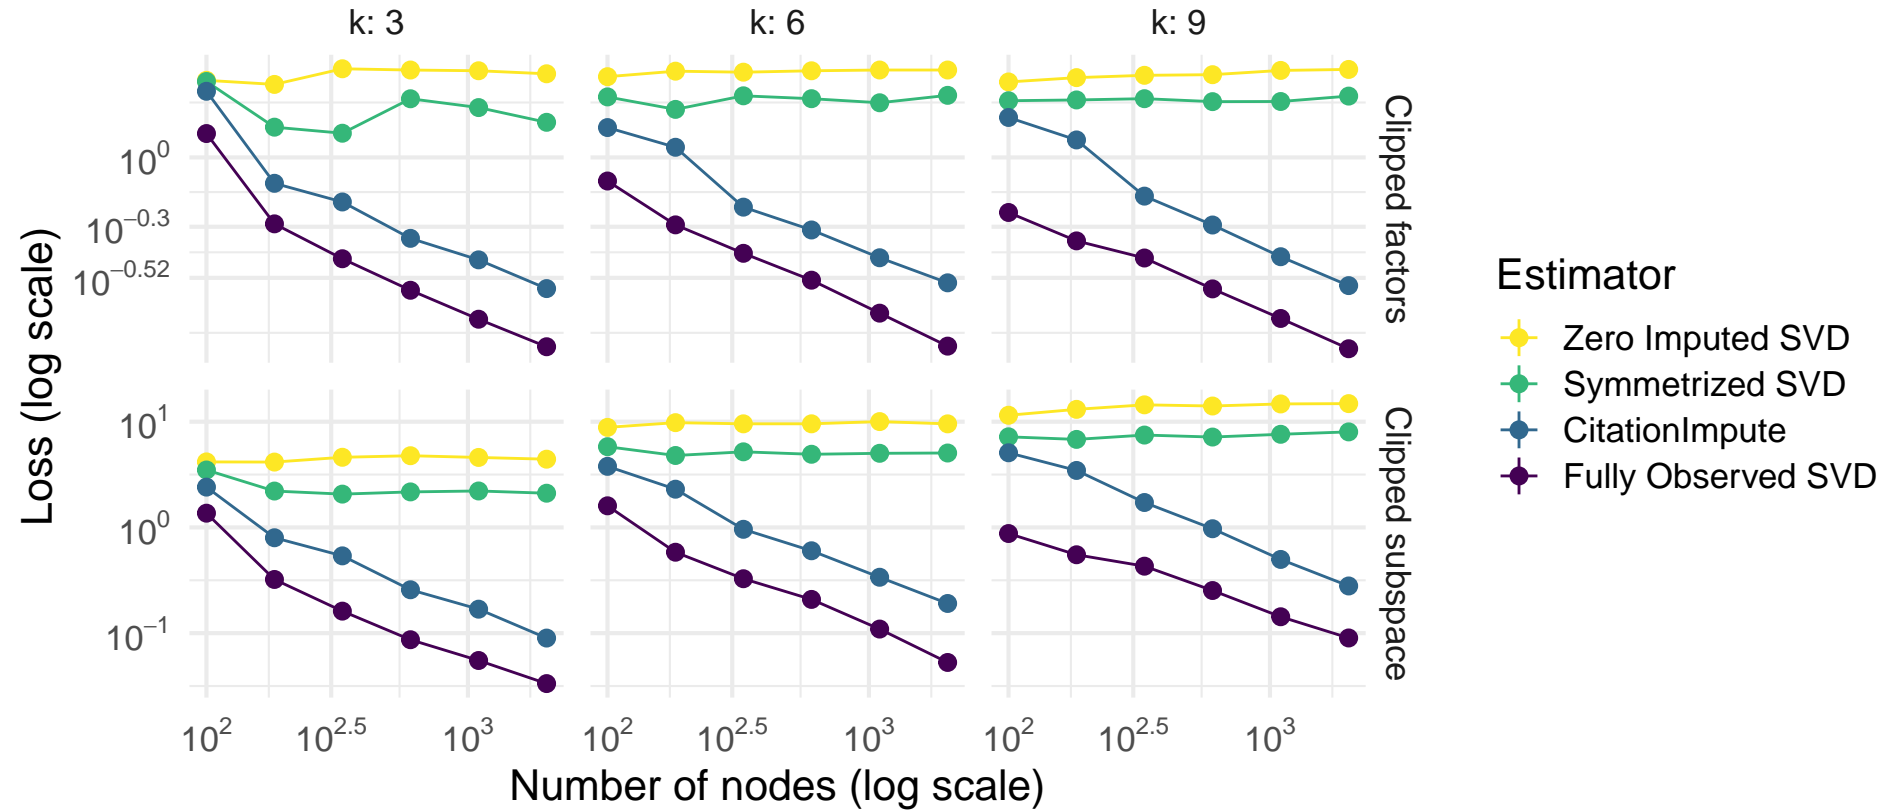 k: 3
k: 6
k: 9
Loss (log scale)
10^0
10^−0.3
10^−0.52
Clipped factors
10^1
10^0
10^−1
Clipped subspace
10^2 10^2.5 10^3
10^2 10^2.5 10^3
10^2 10^2.5 10^3
Number of nodes (log scale)
Estimator
Zero Imputed SVD
Symmetrized SVD
CitationImpute
Fully Observed SVD